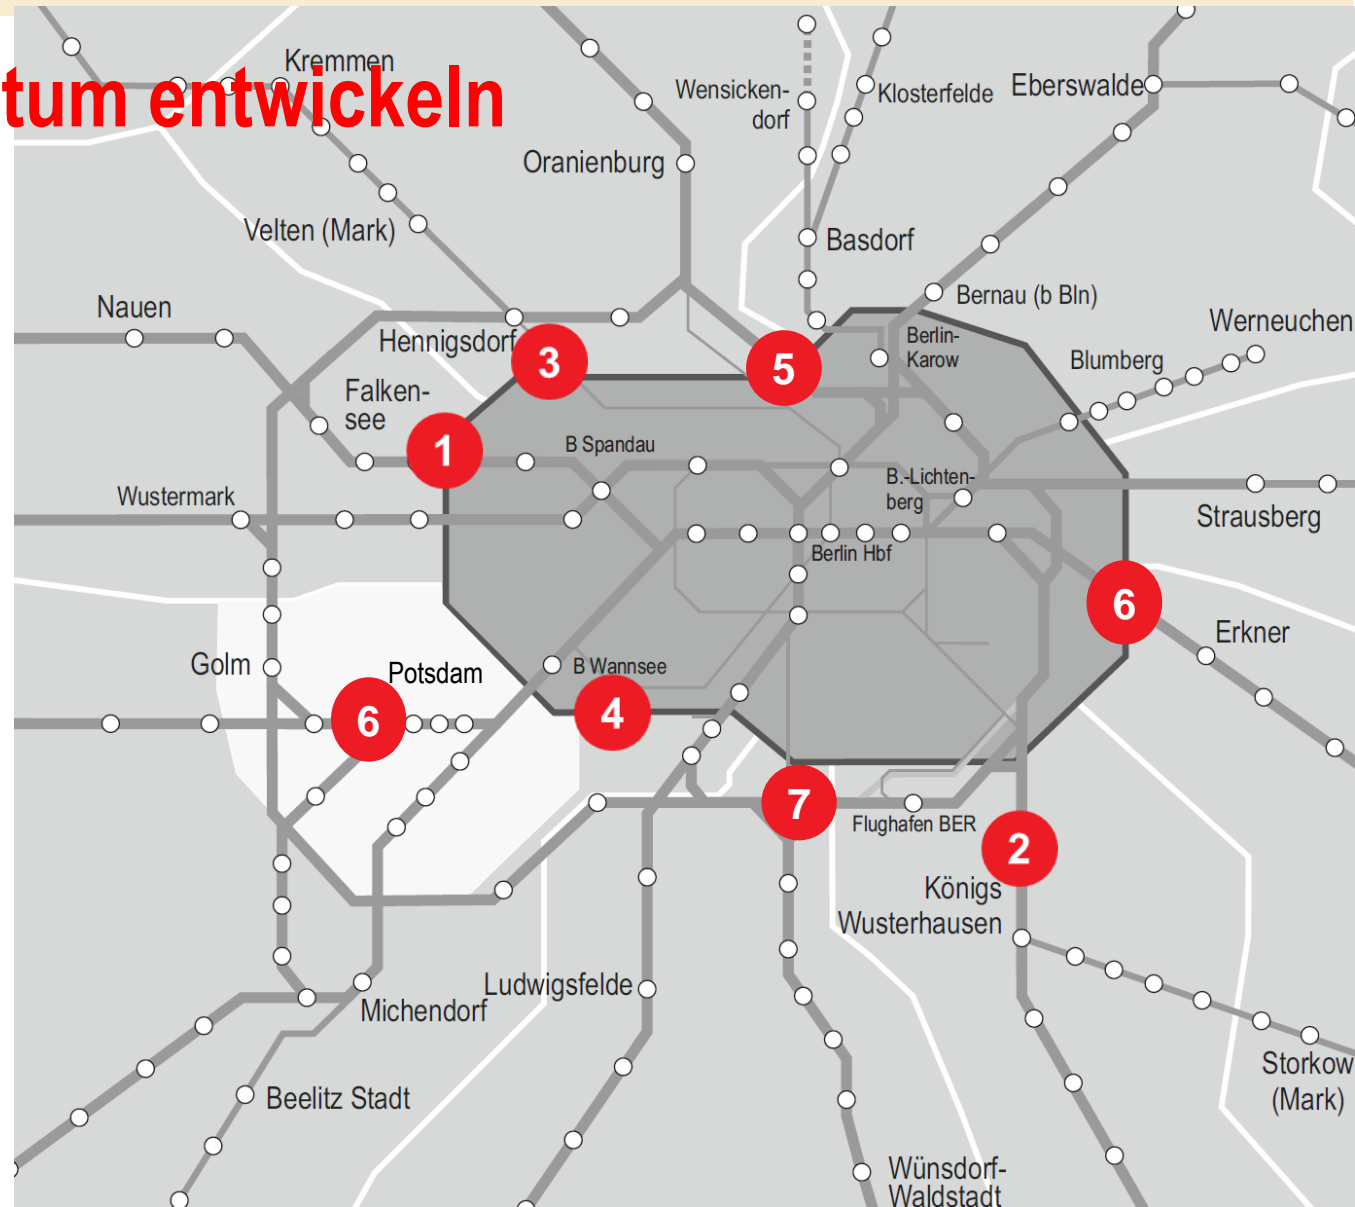 Kremmen
tum entwickeln
Wensicken-
dorf
Klosterfelde
Eberswalde
Oranienburg
Velten (Mark)
Basdorf
Nauen
Bernau (b Bln)
Werneuchen
Hennigsdorf
3
5
Berlin-
Karow
Blumberg
Falken-
see
1
B Spandau
Wustermark
B.-Lichten-
berg
Strausberg
Berlin Hbf
6
Erkner
Golm
Potsdam
B Wannsee
6
4
7
Flughafen BER
2
Königs
Wusterhausen
Ludwigsfelde
Michendorf
Storkow
(Mark)
Beelitz Stadt
Wünsdorf-
Waldstadt